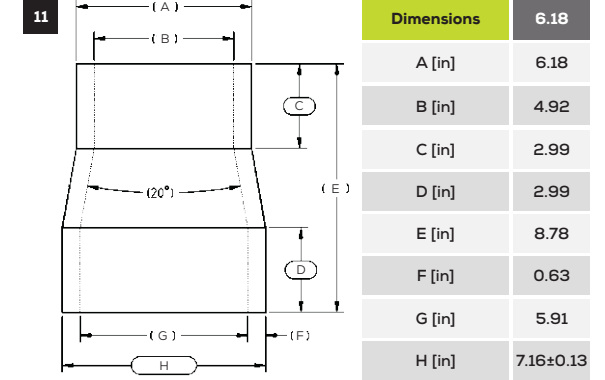 11
( A )
( B )
C
( E )
(20°)
D
( G )
(F)
H
Dimensions 6.18
A [in] 6.18
B [in] 4.92
C [in] 2.99
D [in] 2.99
E [in] 8.78
F [in] 0.63
G [in] 5.91
H [in] 7.16±0.13